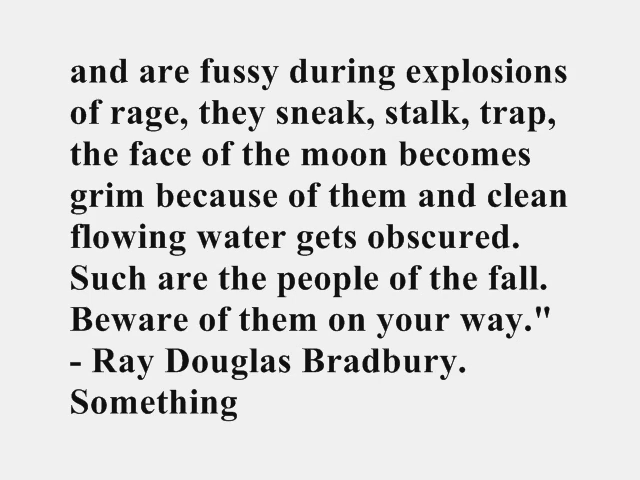 and are fussy during explosions
of rage, they sneak, stalk, trap,
the face of the moon becomes
grim because of them and clean
flowing water gets obscured.
Such are the people of the fall.
Beware of them on your way."
- Ray Douglas Bradbury.
Something